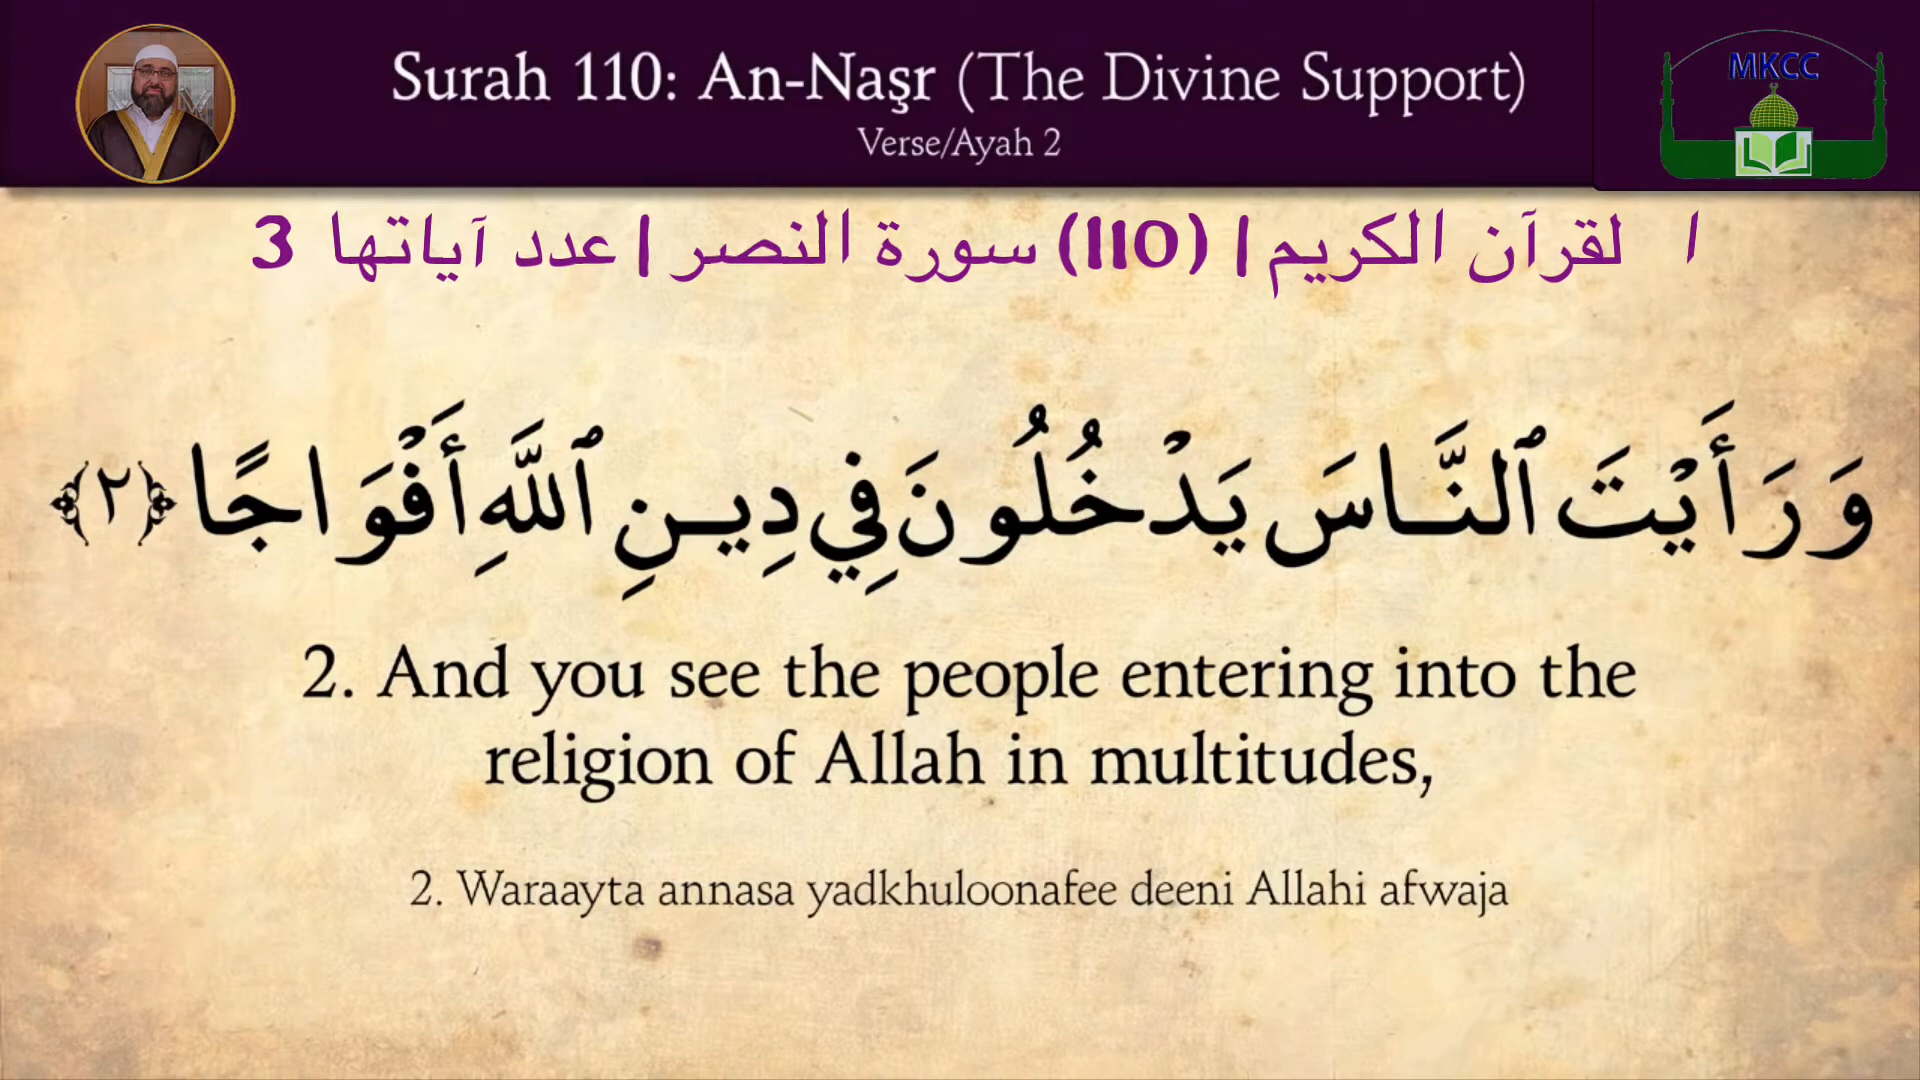 Surah 110: An-Naṣr (The Divine Support)
Verse/Ayah 2
MKCC
ا لقرآن الكريم | (110) سورة النصر | عدد آياتها 3
وَرَأَيْتَ ٱلنَّاسَ يَدْخُلُونَ فِي دِينِ ٱللَّهِ أَفْوَاجًا ﴿٢﴾
2. And you see the people entering into the
religion of Allah in multitudes,
2. Waraayta annasa yadkhuloonafee deeni Allahi afwaja